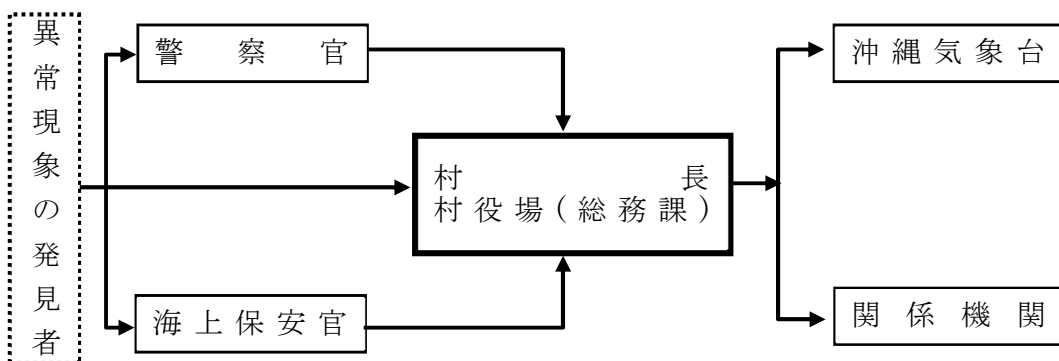 異常現象の発見者
警察官
沖縄気象台
村長
村役場(総務課)
海上保安官
関係機関